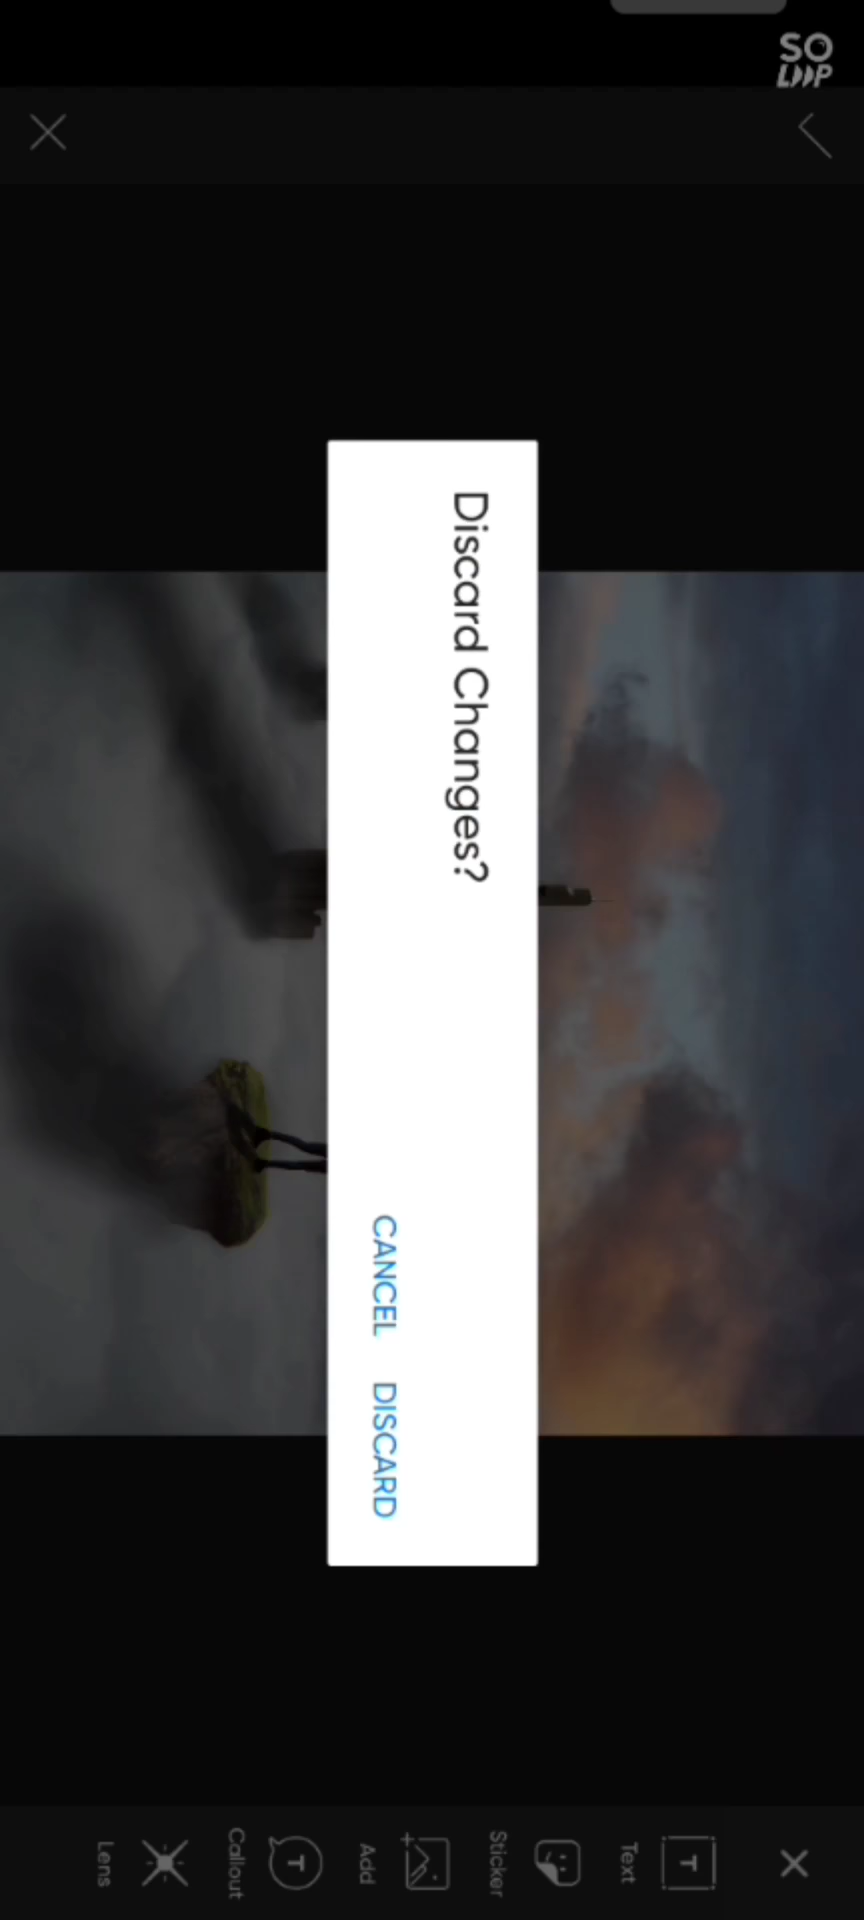 SO
LOOP
Discard Changes?
CANCEL DISCARD
Text
Sticker
Add
Callout
Lens